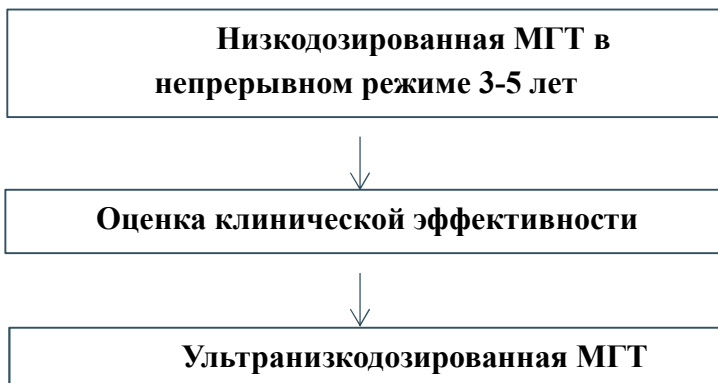 Низкодозированная МГТ в
непрерывном режиме 3-5 лет
Оценка клинической эффективности
Ультранизкодозированная МГТ